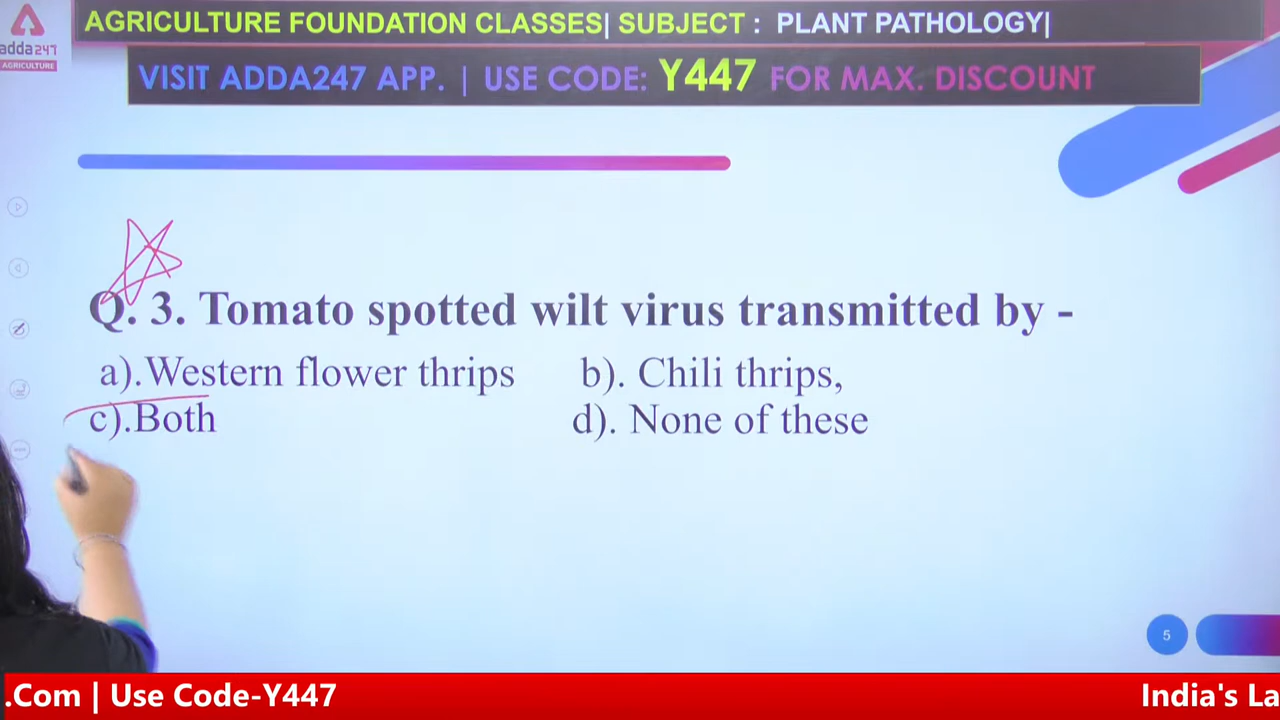 AGRICULTURE FOUNDATION CLASSES| SUBJECT : PLANT PATHOLOGY|
adda247
AGRICULTURE
VISIT ADDA247 APP. | USE CODE: Y447 FOR MAX. DISCOUNT
Q. 3. Tomato spotted wilt virus transmitted by -
a).Western flower thrips b). Chili thrips,
c).Both d). None of these
5
.Com | Use Code-Y447 India's La